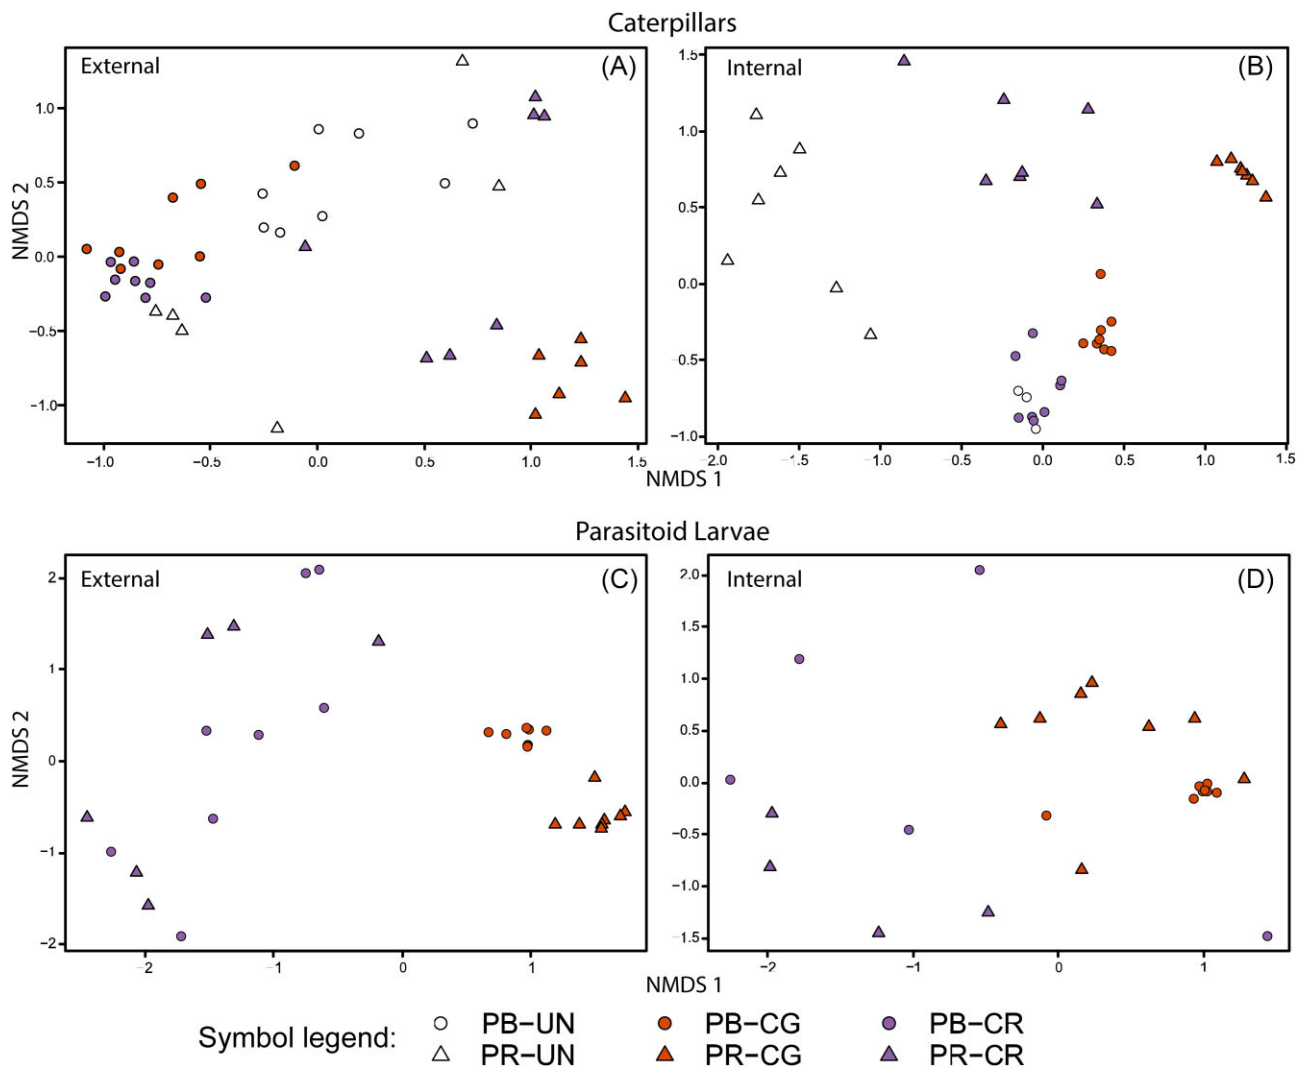 Caterpillars
External (A)
Internal (B)
NMDS 2
1.0
0.5
0.0
−0.5
−1.0
−1.0 −0.5 0.0 0.5 1.0 1.5
1.5
1.0
0.5
0.0
−0.5
−1.0
−2.0 −1.5 −1.0 −0.5 0.0 0.5 1.0 1.5
NMDS 1
Parasitoid Larvae
External (C)
Internal (D)
NMDS 2
2
1
0
−1
−2
−2 −1 0 1
2.0
1.5
1.0
0.5
0.0
−0.5
−1.0
−1.5
−2 −1 0 1
NMDS 1
Symbol legend:
PB−UN PB−CG PB−CR
PR−UN PR−CG PR−CR